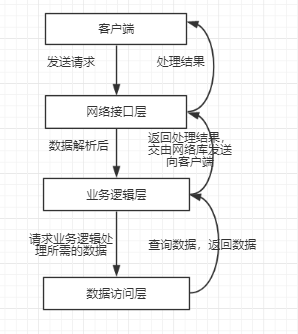 客户端
发送请求
处理结果
网络接口层
数据解析后
返回处理结果，
交由网络库发送
向客户端
业务逻辑层
请求业务逻辑处
理所需的数据
查询数据，返回数据
数据访问层